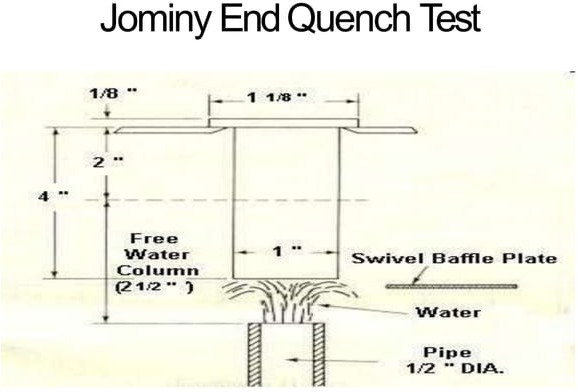 Jominy End Quench Test
1/8 "
1 1/8 "
2 "
4 "
Free
Water
Column
(2 1/2 " )
1 "
Swivel Baffle Plate
Water
Pipe
1/2 " DIA.